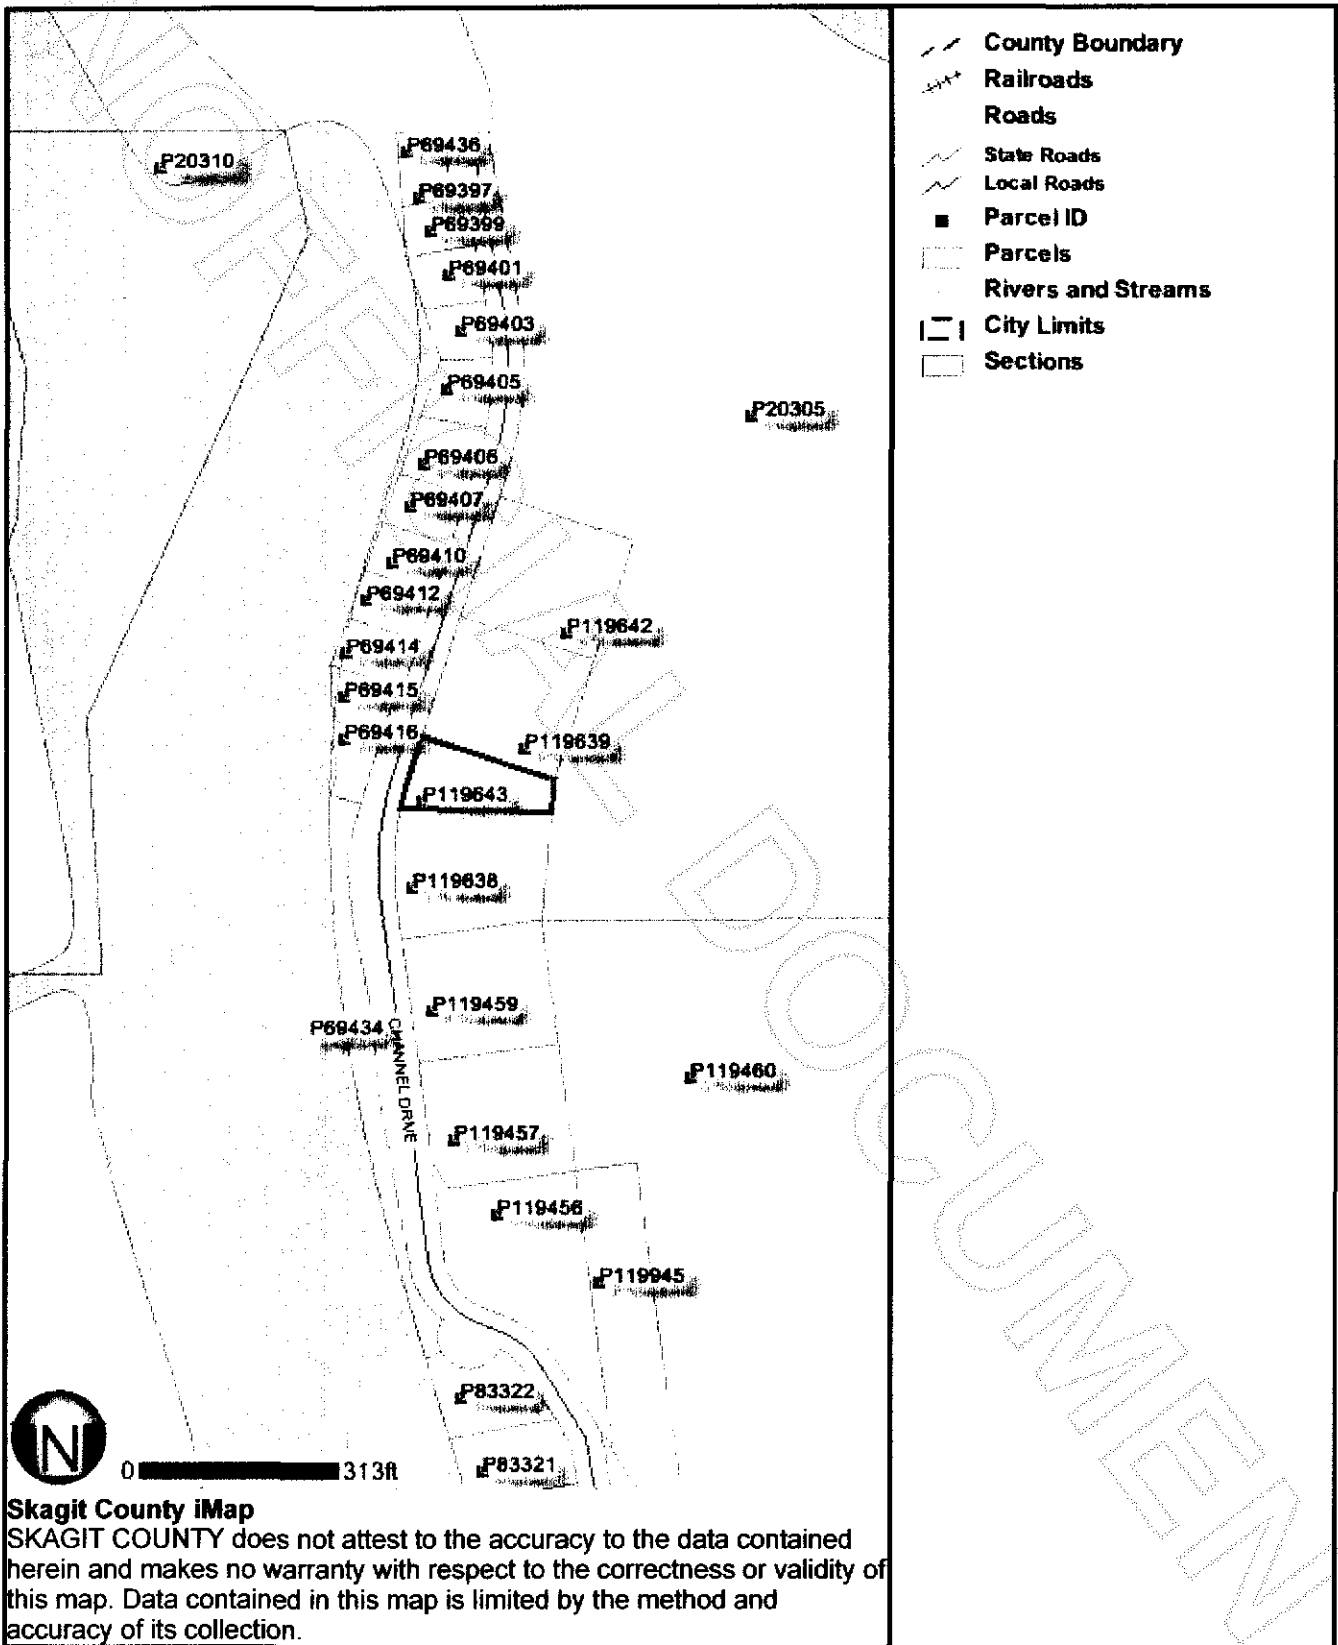 County Boundary
Railroads
Roads
State Roads
Local Roads
Parcel ID
Parcels
Rivers and Streams
City Limits
Sections
P20310
P69436
P69397
P69399
P69401
P69403
P69405
P20305
P69406
P69407
P69410
P69412
P119642
P69414
P69415
P69416
P119639
P119643
P119638
P119459
P69434
CHANNEL DRIVE
P119460
P119457
P119456
P119945
P83322
P83321
N
0 313ft
Skagit County iMap
SKAGIT COUNTY does not attest to the accuracy to the data contained
herein and makes no warranty with respect to the correctness or validity of
this map. Data contained in this map is limited by the method and
accuracy of its collection.
UNOFFICIAL DOCUMEN